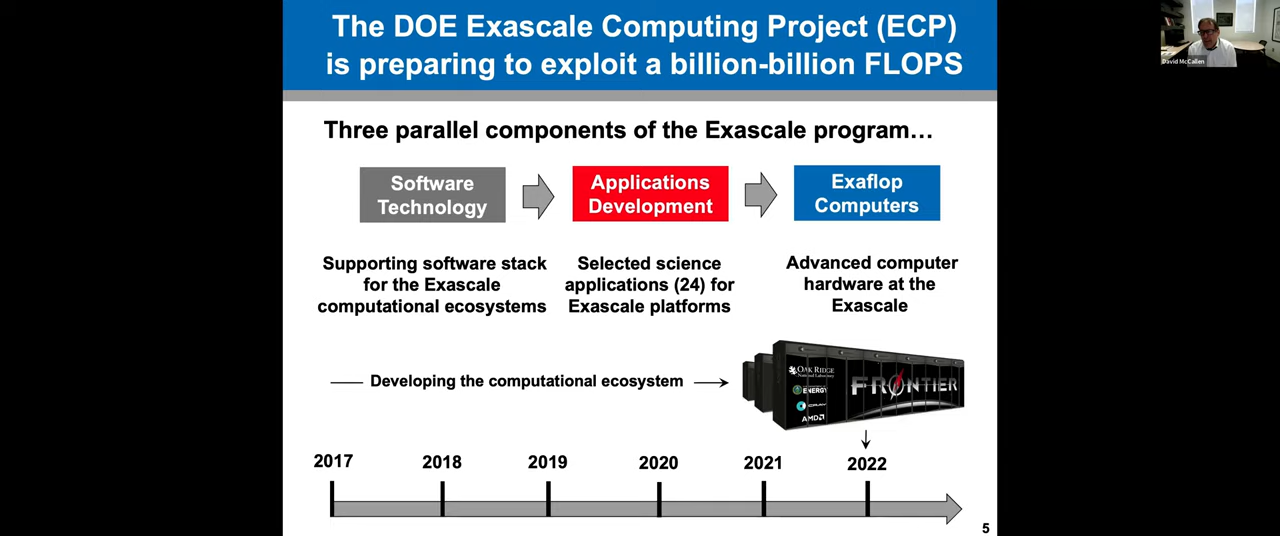 The DOE Exascale Computing Project (ECP)
is preparing to exploit a billion-billion FLOPS
David McCallen
Three parallel components of the Exascale program…
Software
Technology
Applications
Development
Exaflop
Computers
Supporting software stack
for the Exascale
computational ecosystems
Selected science
applications (24) for
Exascale platforms
Advanced computer
hardware at the
Exascale
Developing the computational ecosystem
OAK RIDGE
National Laboratory
ENERGY
CRAY
AMD
FRONTIER
2017
2018
2019
2020
2021
2022
5